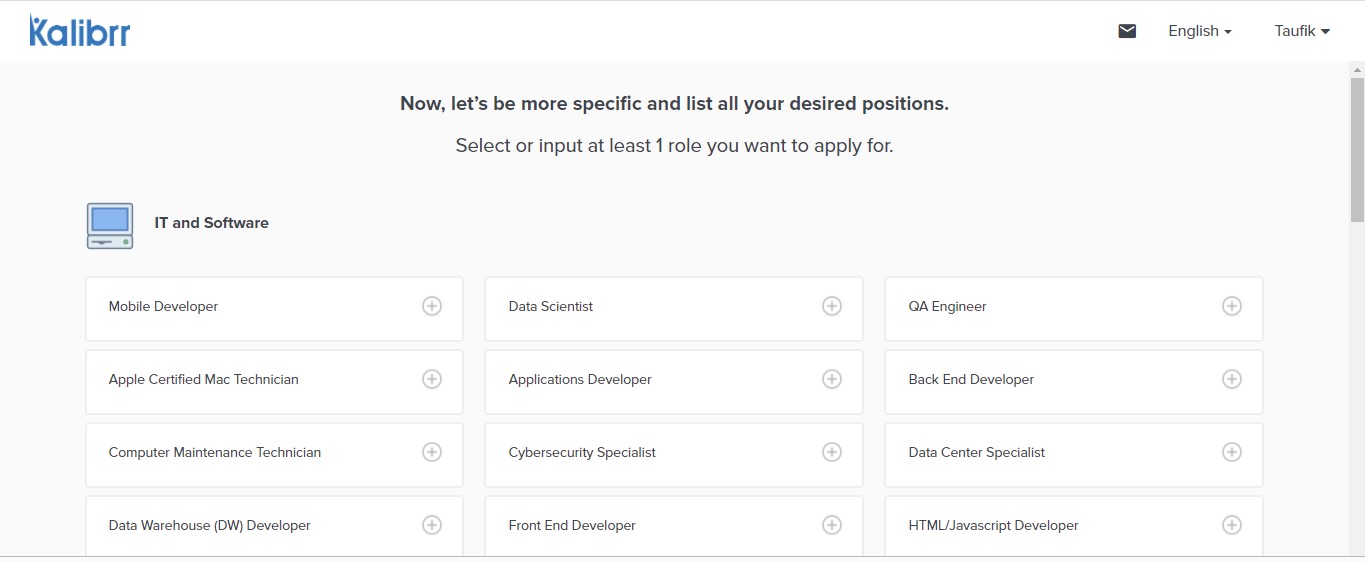 Kalibrr
English
Taufik
Now, let's be more specific and list all your desired positions.
Select or input at least 1 role you want to apply for.
IT and Software
Mobile Developer
Data Scientist
QA Engineer
Apple Certified Mac Technician
Applications Developer
Back End Developer
Computer Maintenance Technician
Cybersecurity Specialist
Data Center Specialist
Data Warehouse (DW) Developer
Front End Developer
HTML/Javascript Developer